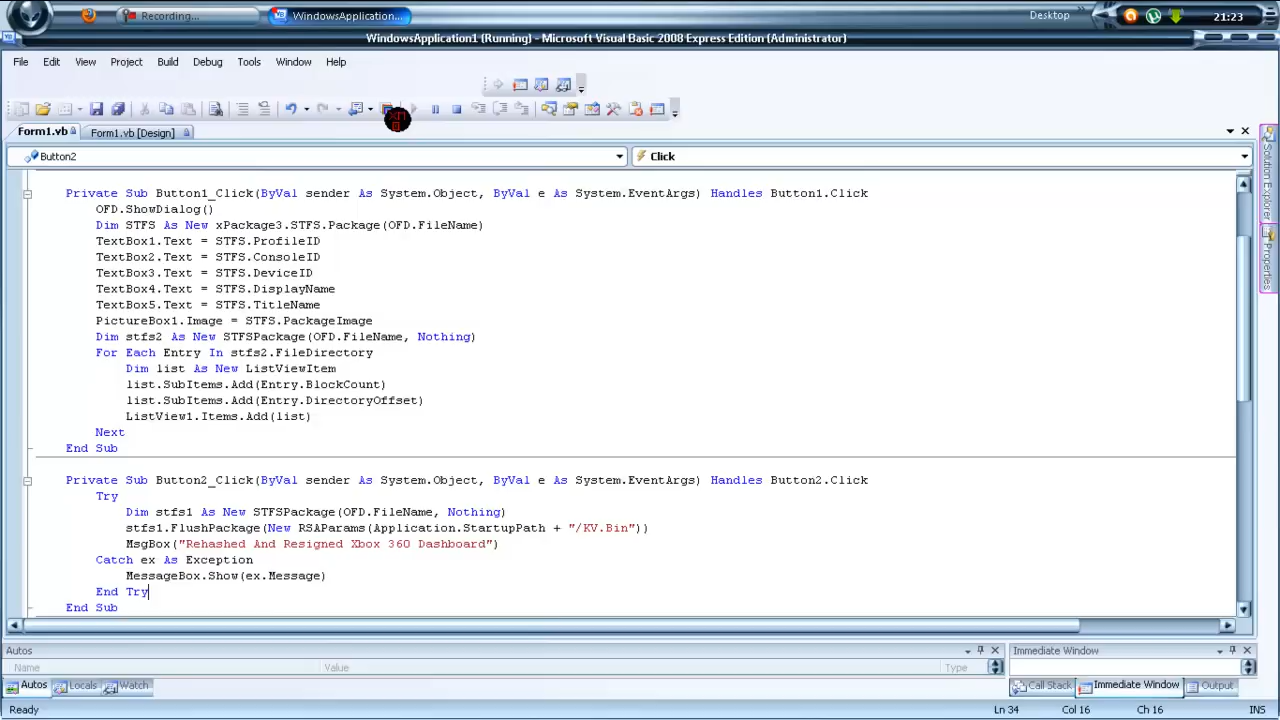 Recording...
WindowsApplication...
Desktop
21:23
WindowsApplication1 (Running) - Microsoft Visual Basic 2008 Express Edition (Administrator)
File Edit View Project Build Debug Tools Window Help
Form1.vb
Form1.vb [Design]
Button2
Click
Private Sub Button1_Click(ByVal sender As System.Object, ByVal e As System.EventArgs) Handles Button1.Click
OFD.ShowDialog()
Dim STFS As New xPackage3.STFS.Package(OFD.FileName)
TextBox1.Text = STFS.ProfileID
TextBox2.Text = STFS.ConsoleID
TextBox3.Text = STFS.DeviceID
TextBox4.Text = STFS.DisplayName
TextBox5.Text = STFS.TitleName
PictureBox1.Image = STFS.PackageImage
Dim stfs2 As New STFSPackage(OFD.FileName, Nothing)
For Each Entry In stfs2.FileDirectory
Dim list As New ListViewItem
list.SubItems.Add(Entry.BlockCount)
list.SubItems.Add(Entry.DirectoryOffset)
ListView1.Items.Add(list)
Next
End Sub
Private Sub Button2_Click(ByVal sender As System.Object, ByVal e As System.EventArgs) Handles Button2.Click
Try
Dim stfs1 As New STFSPackage(OFD.FileName, Nothing)
stfs1.FlushPackage(New RSAParams(Application.StartupPath + "/KV.Bin"))
MsgBox("Rehashed And Resigned Xbox 360 Dashboard")
Catch ex As Exception
MessageBox.Show(ex.Message)
End Try
End Sub
Solution Explorer
Properties
Autos
Immediate Window
Name
Value
Type
Autos
Locals
Watch
Call Stack
Immediate Window
Output
Ready
Ln 34
Col 16
Ch 16
INS